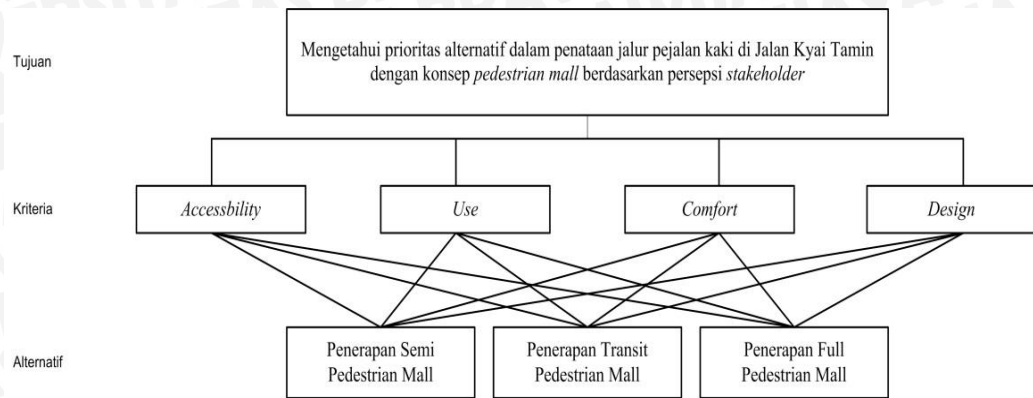 Tujuan
Mengetahui prioritas alternatif dalam penataan jalur pejalan kaki di Jalan Kyai Tamin
dengan konsep pedestrian mall berdasarkan persepsi stakeholder
Kriteria
Accessbility
Use
Comfort
Design
Alternatif
Penerapan Semi
Pedestrian Mall
Penerapan Transit
Pedestrian Mall
Penerapan Full
Pedestrian Mall